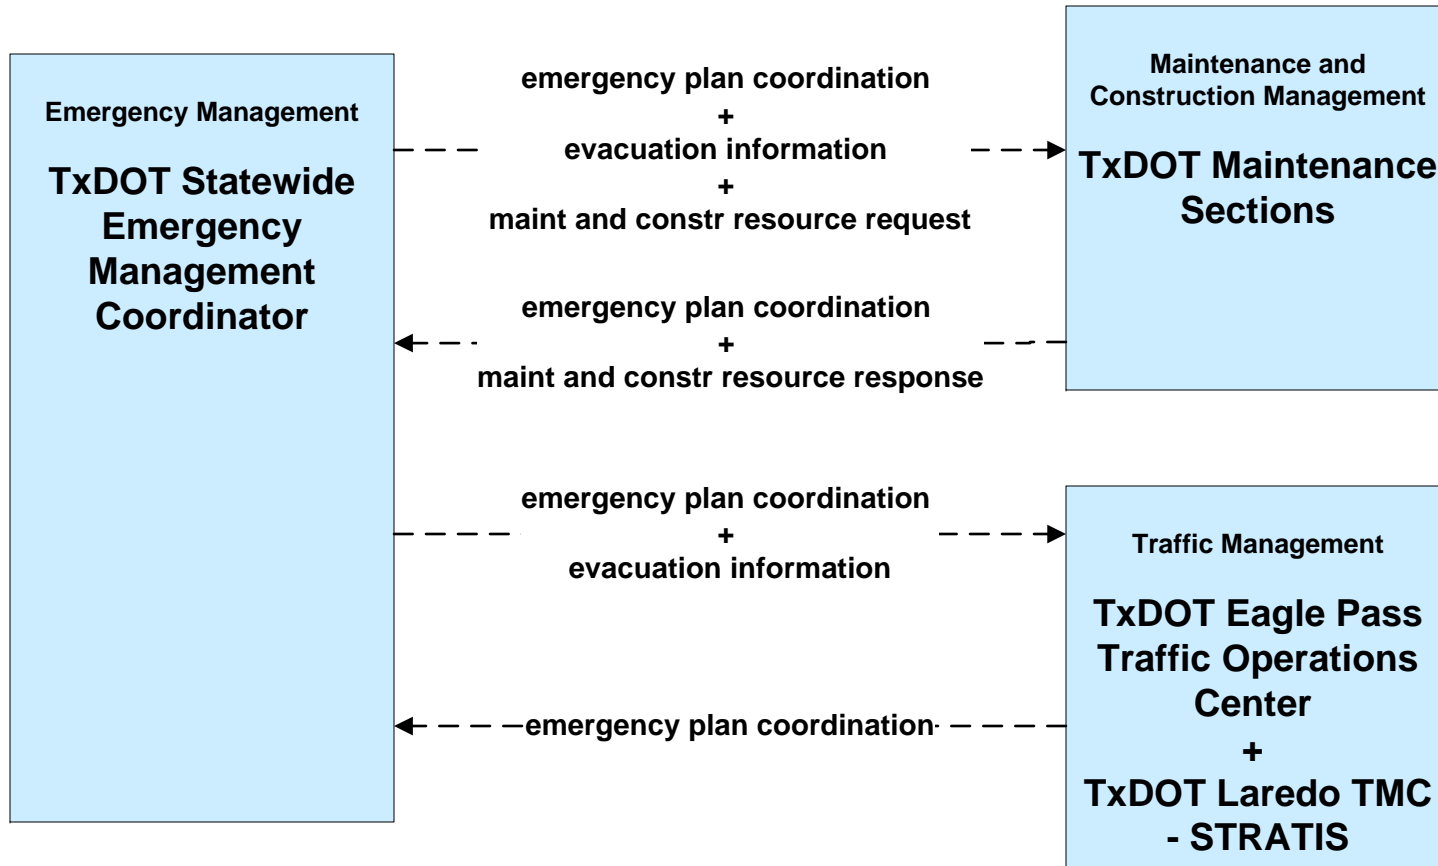 Emergency Management
TxDOT Statewide
Emergency
Management
Coordinator
emergency plan coordination
+
evacuation information
+
maint and constr resource request
emergency plan coordination
+
maint and constr resource response
emergency plan coordination
+
evacuation information
emergency plan coordination
Maintenance and
Construction Management
TxDOT Maintenance
Sections
Traffic Management
TxDOT Eagle Pass
Traffic Operations
Center
+
TxDOT Laredo TMC
- STRATIS